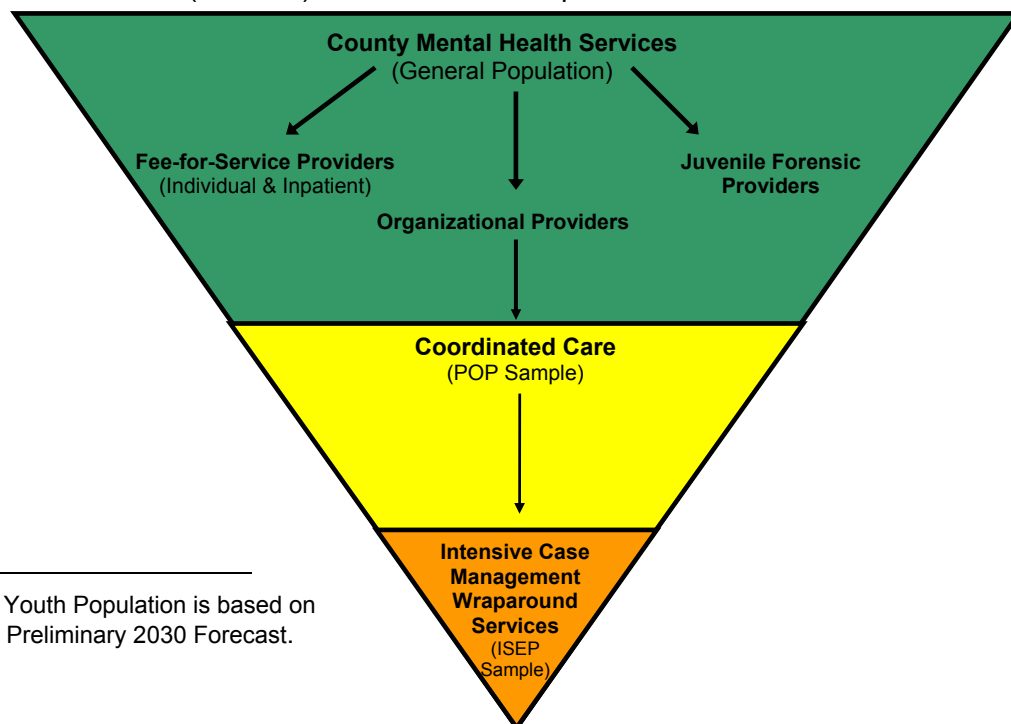 County Mental Health Services
(General Population)
Fee-for-Service Providers
(Individual & Inpatient)
Juvenile Forensic
Providers
Organizational Providers
Coordinated Care
(POP Sample)
Intensive Case
Management
Wraparound
Services
(ISEP
Sample)
Youth Population is based on
Preliminary 2030 Forecast.